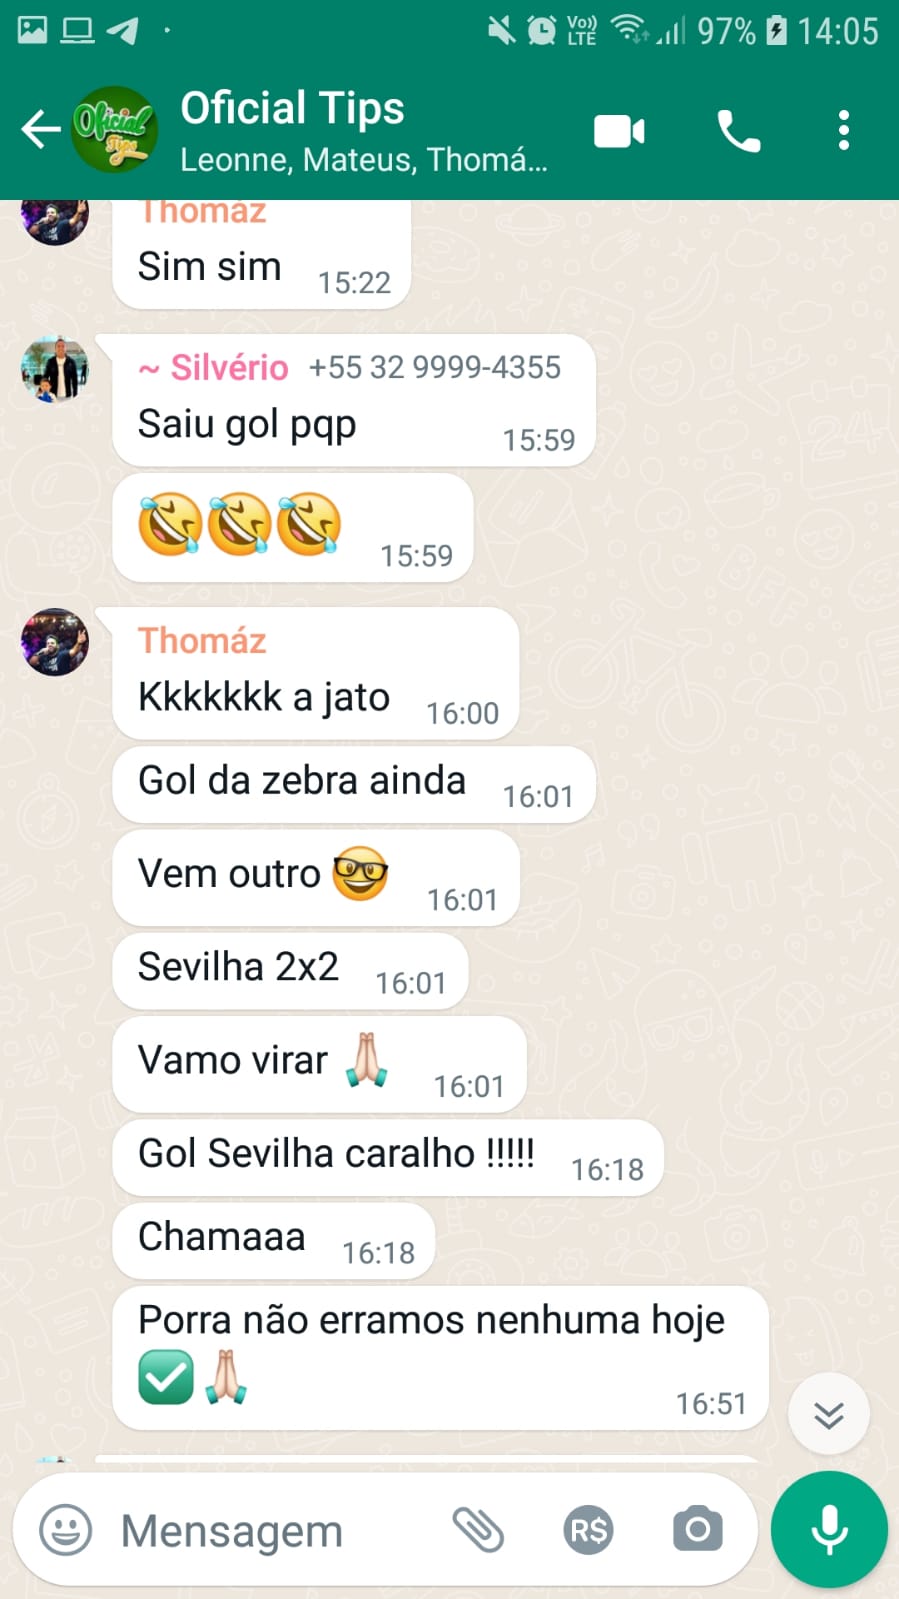 Vo)) LTE 97% 14:05
Oficial Tips
Oficial Tips
Leonne, Mateus, Thomá...
Thomáz
Sim sim 15:22
~ Silvério +55 32 9999-4355
Saiu gol pqp 15:59
🤣🤣🤣 15:59
Thomáz
Kkkkkkk a jato 16:00
Gol da zebra ainda 16:01
Vem outro 🤓 16:01
Sevilha 2x2 16:01
Vamo virar 🙏🏻 16:01
Gol Sevilha caralho !!!!! 16:18
Chamaaa 16:18
Porra não erramos nenhuma hoje
✅🙏🏻 16:51
Mensagem R$